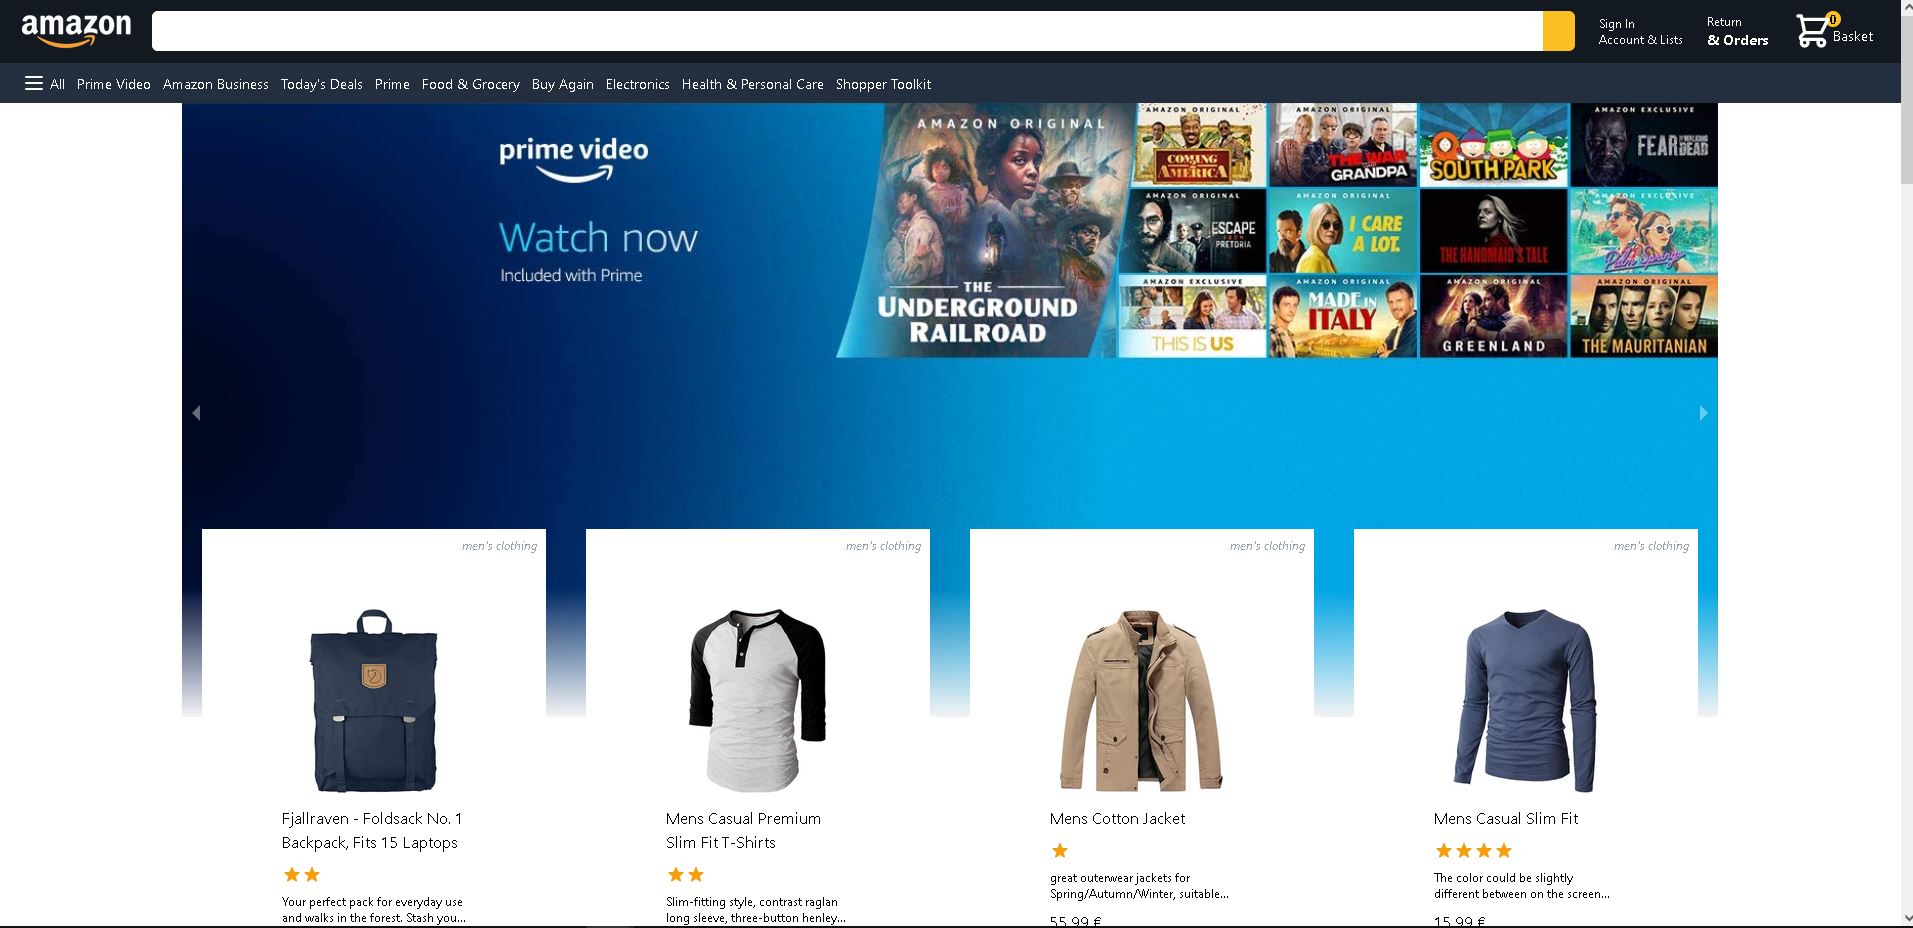 amazon
Sign In
Account & Lists
Return
& Orders
0
Basket
All Prime Video Amazon Business Today's Deals Prime Food & Grocery Buy Again Electronics Health & Personal Care Shopper Toolkit
prime video
Watch now
Included with Prime
AMAZON ORIGINAL
THE
UNDERGROUND
RAILROAD
AMAZON ORIGINAL
COMING
2
AMERICA
AMAZON ORIGINAL
THE WAR
WITH
GRANDPA
SOUTH PARK
AMAZON EXCLUSIVE
FEAR THE WALKING
DEAD
AMAZON ORIGINAL
ESCAPE
FROM
PRETORIA
AMAZON ORIGINAL
I CARE
A LOT.
THE HANDMAID'S TALE
AMAZON EXCLUSIVE
Palm Springs
AMAZON EXCLUSIVE
THIS IS US
AMAZON ORIGINAL
MADE IN
ITALY
AMAZON ORIGINAL
GREENLAND
AMAZON ORIGINAL
THE MAURITANIAN
men's clothing
Fjallraven - Foldsack No. 1
Backpack, Fits 15 Laptops
Your perfect pack for everyday use
and walks in the forest. Stash you...
men's clothing
Mens Casual Premium
Slim Fit T-Shirts
Slim-fitting style, contrast raglan
long sleeve, three-button henley...
men's clothing
Mens Cotton Jacket
great outerwear jackets for
Spring/Autumn/Winter, suitable...
55,99 €
men's clothing
Mens Casual Slim Fit
The color could be slightly
different between on the screen...
15,99 €